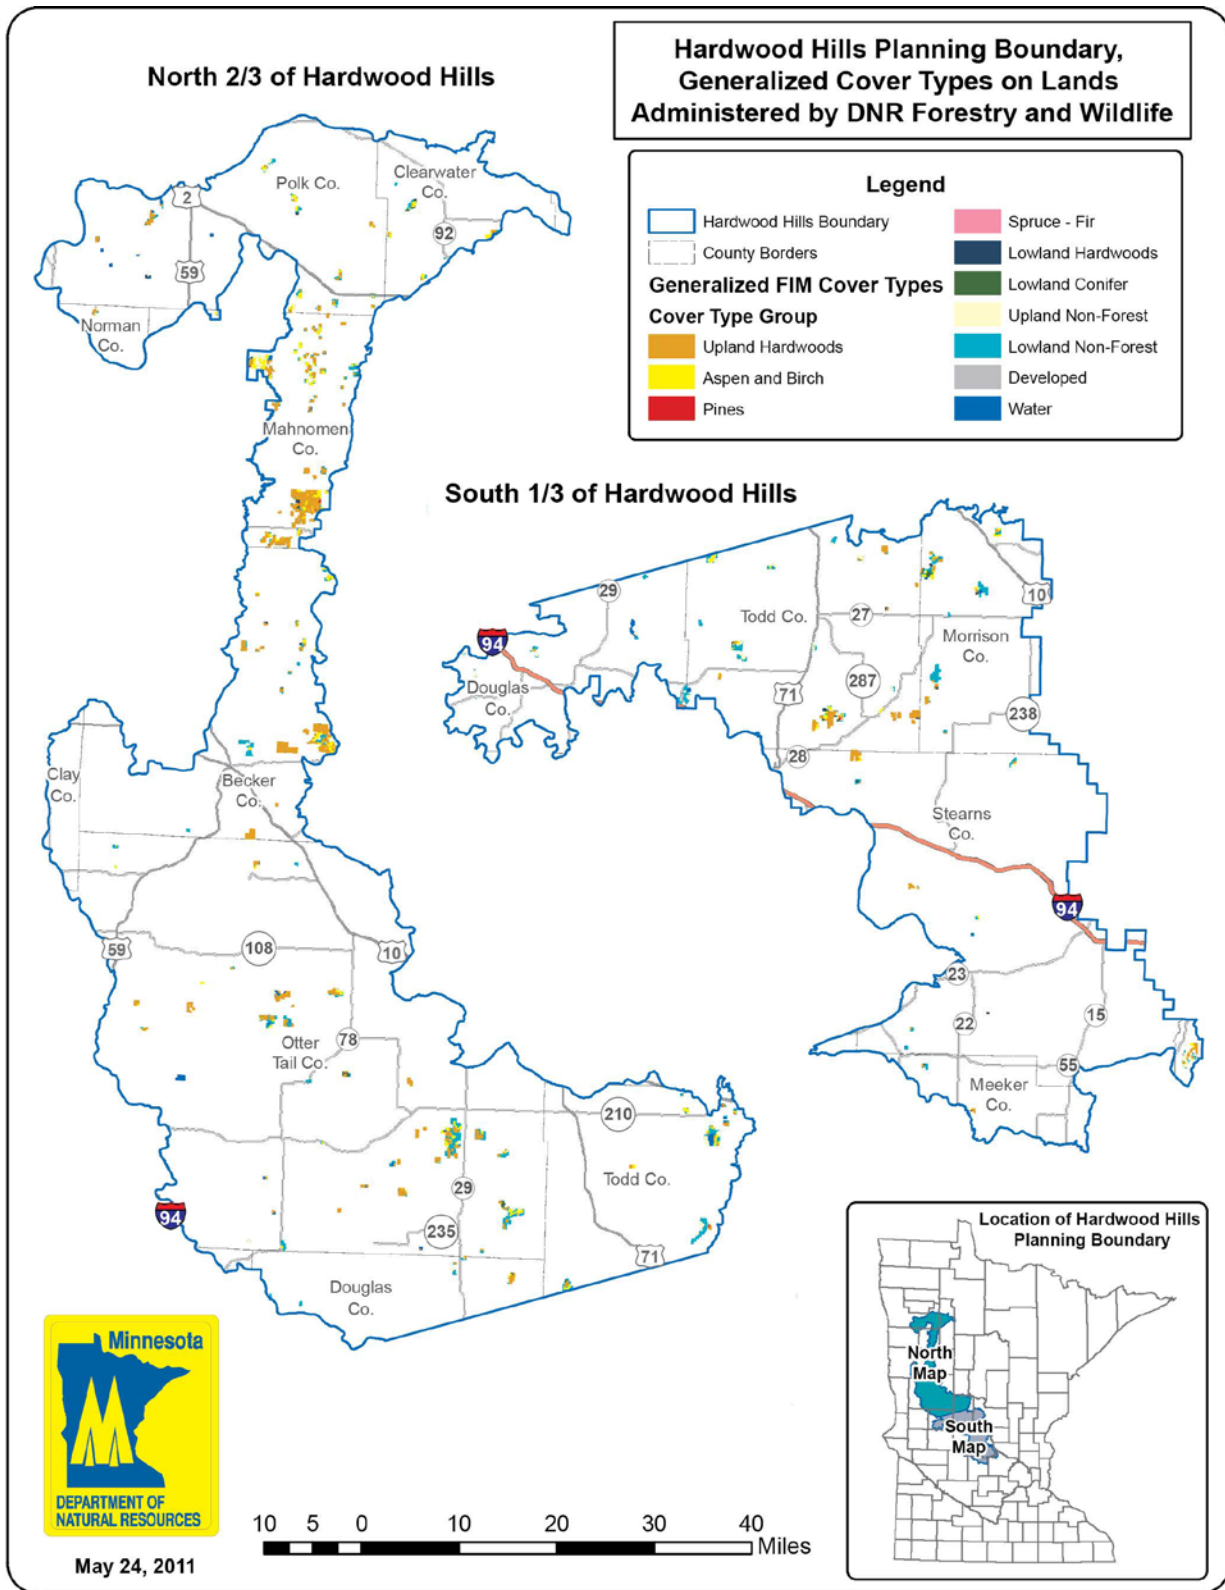 Hardwood Hills Planning Boundary,
Generalized Cover Types on Lands
Administered by DNR Forestry and Wildlife
North 2/3 of Hardwood Hills
Legend
Hardwood Hills Boundary
County Borders
Generalized FIM Cover Types
Cover Type Group
Upland Hardwoods
Aspen and Birch
Pines
Spruce - Fir
Lowland Hardwoods
Lowland Conifer
Upland Non-Forest
Lowland Non-Forest
Developed
Water
Polk Co.
Clearwater
Co.
2
92
59
Norman
Co.
Mahnomen
Co.
Clay
Co.
Becker
Co.
59
108
10
Otter
Tail Co.
78
210
Todd Co.
29
94
235
71
Douglas
Co.
South 1/3 of Hardwood Hills
29
94
Douglas
Co.
Todd Co.
27
10
Morrison
Co.
287
71
238
28
Stearns
Co.
94
23
22
15
55
Meeker
Co.
Location of Hardwood Hills
Planning Boundary
North
Map
South
Map
Minnesota
DEPARTMENT OF
NATURAL RESOURCES
May 24, 2011
10 5 0 10 20 30 40
Miles